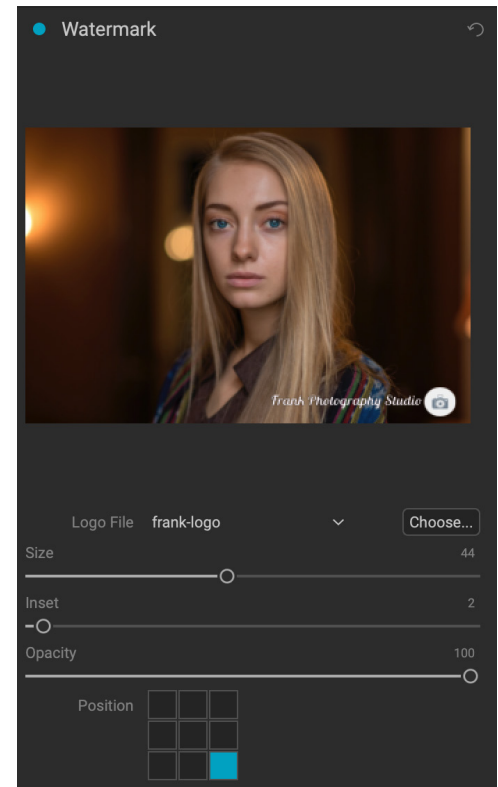 Watermark
Frank Photography Studio
Logo File frank-logo Choose...
Size 44
Inset 2
Opacity 100
Position